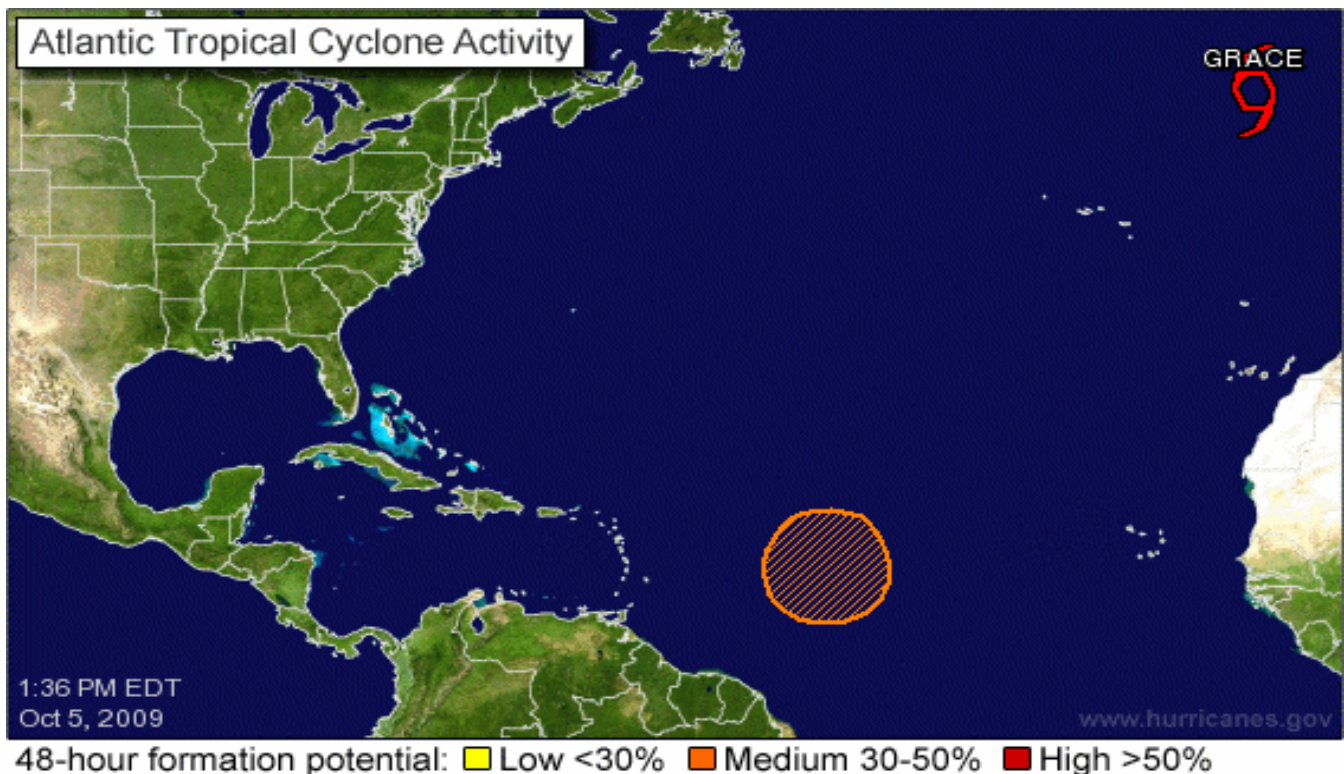 Atlantic Tropical Cyclone Activity
GRACE
1:36 PM EDT
Oct 5, 2009
www.hurricanes.gov
48-hour formation potential: Low <30% Medium 30-50% High >50%